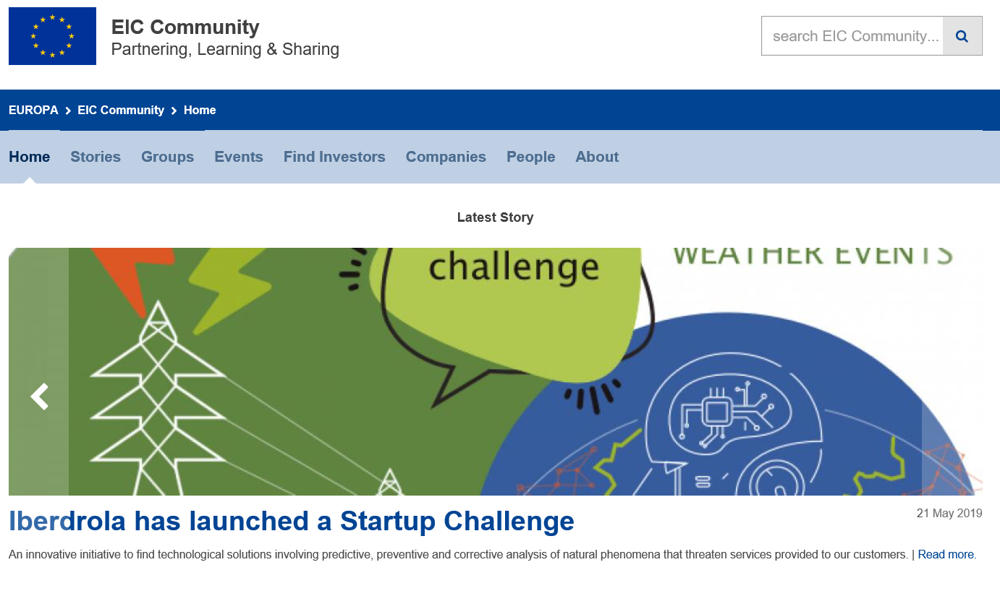 EIC Community
Partnering, Learning & Sharing
search EIC Community...
EUROPA > EIC Community > Home
Home Stories Groups Events Find Investors Companies People About
Latest Story
challenge
WEATHER EVENTS
Iberdrola has launched a Startup Challenge
21 May 2019
An innovative initiative to find technological solutions involving predictive, preventive and corrective analysis of natural phenomena that threaten services provided to our customers. | Read more.